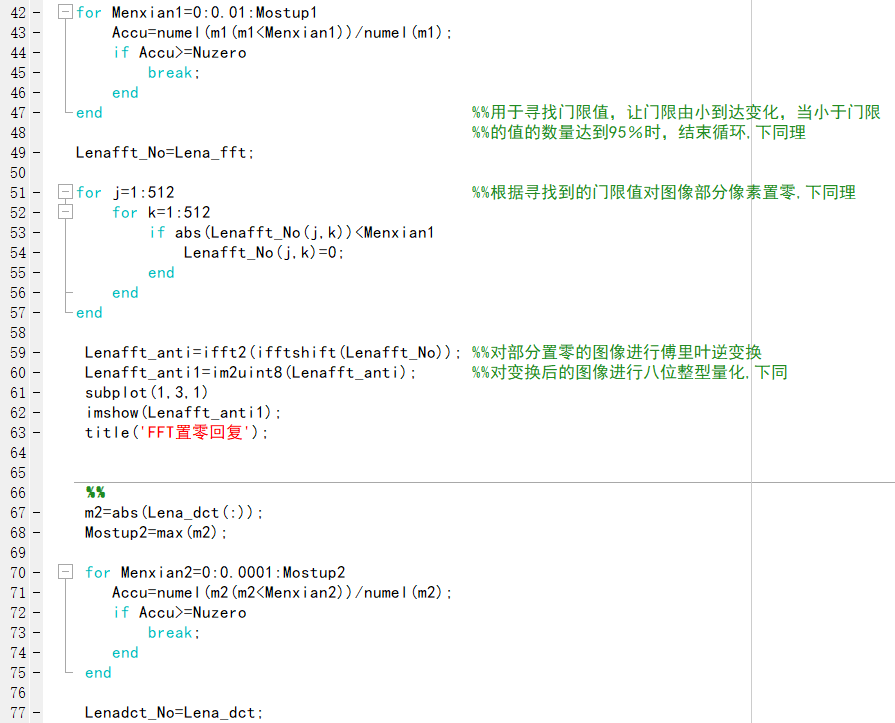 42 - for Menxian1=0:0.01:Mostup1
43 - Accu=numel(m1(m1<Menxian1))/numel(m1);
44 - if Accu>=Nuzero
45 - break;
46 - end
47 - end %%用于寻找门限值，让门限由小到达变化，当小于门限
48 %%的值的数量达到95%时，结束循环,下同理
49 - Lenafft_No=Lena_fft;
50
51 - for j=1:512 %%根据寻找到的门限值对图像部分像素置零,下同理
52 - for k=1:512
53 - if abs(Lenafft_No(j,k))<Menxian1
54 - Lenafft_No(j,k)=0;
55 - end
56 - end
57 - end
58
59 - Lenafft_anti=ifft2(ifftshift(Lenafft_No)); %%对部分置零的图像进行傅里叶逆变换
60 - Lenafft_anti1=im2uint8(Lenafft_anti); %%对变换后的图像进行八位整型量化,下同
61 - subplot(1,3,1)
62 - imshow(Lenafft_anti1);
63 - title('FFT置零回复');
64
65
66 %%
67 - m2=abs(Lena_dct(:));
68 - Mostup2=max(m2);
69
70 - for Menxian2=0:0.0001:Mostup2
71 - Accu=numel(m2(m2<Menxian2))/numel(m2);
72 - if Accu>=Nuzero
73 - break;
74 - end
75 - end
76
77 - Lenadct_No=Lena_dct;